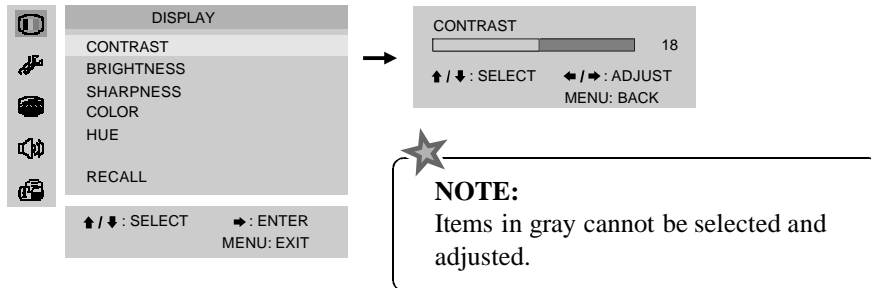 DISPLAY
CONTRAST
BRIGHTNESS
SHARPNESS
COLOR
HUE
RECALL
⬆ / ⬇ : SELECT ➡ : ENTER
MENU: EXIT
CONTRAST
18
⬆ / ⬇ : SELECT ⬅ / ➡ : ADJUST
MENU: BACK
NOTE:
Items in gray cannot be selected and
adjusted.